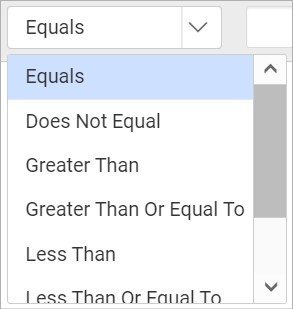 Equals
Equals
Does Not Equal
Greater Than
Greater Than Or Equal To
Less Than
Less Than Or Equal To